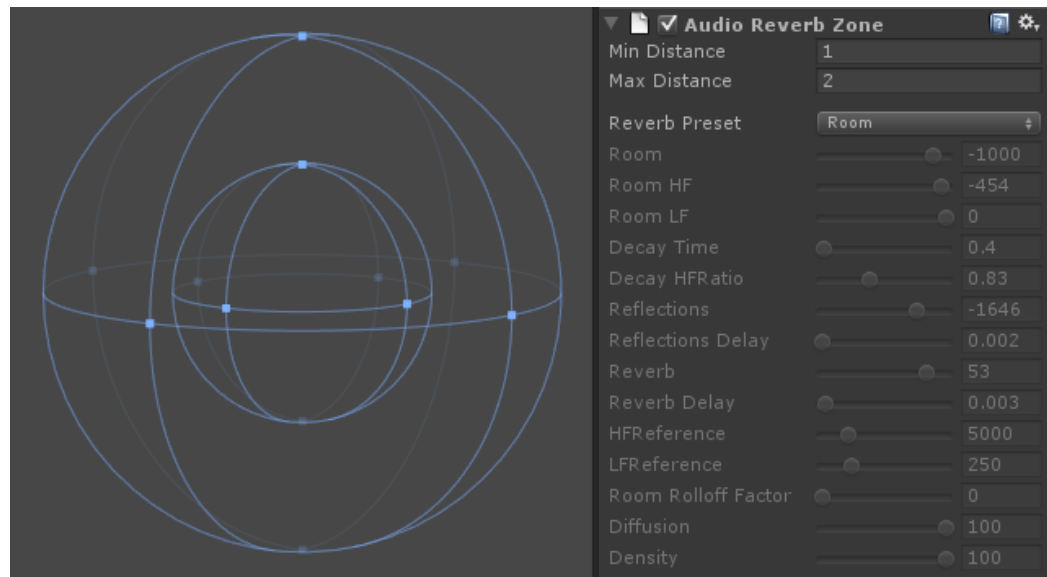 Audio Reverb Zone
Min Distance 1
Max Distance 2
Reverb Preset Room
Room -1000
Room HF -454
Room LF 0
Decay Time 0.4
Decay HFRatio 0.83
Reflections -1646
Reflections Delay 0.002
Reverb 53
Reverb Delay 0.003
HFReference 5000
LFReference 250
Room Rolloff Factor 0
Diffusion 100
Density 100